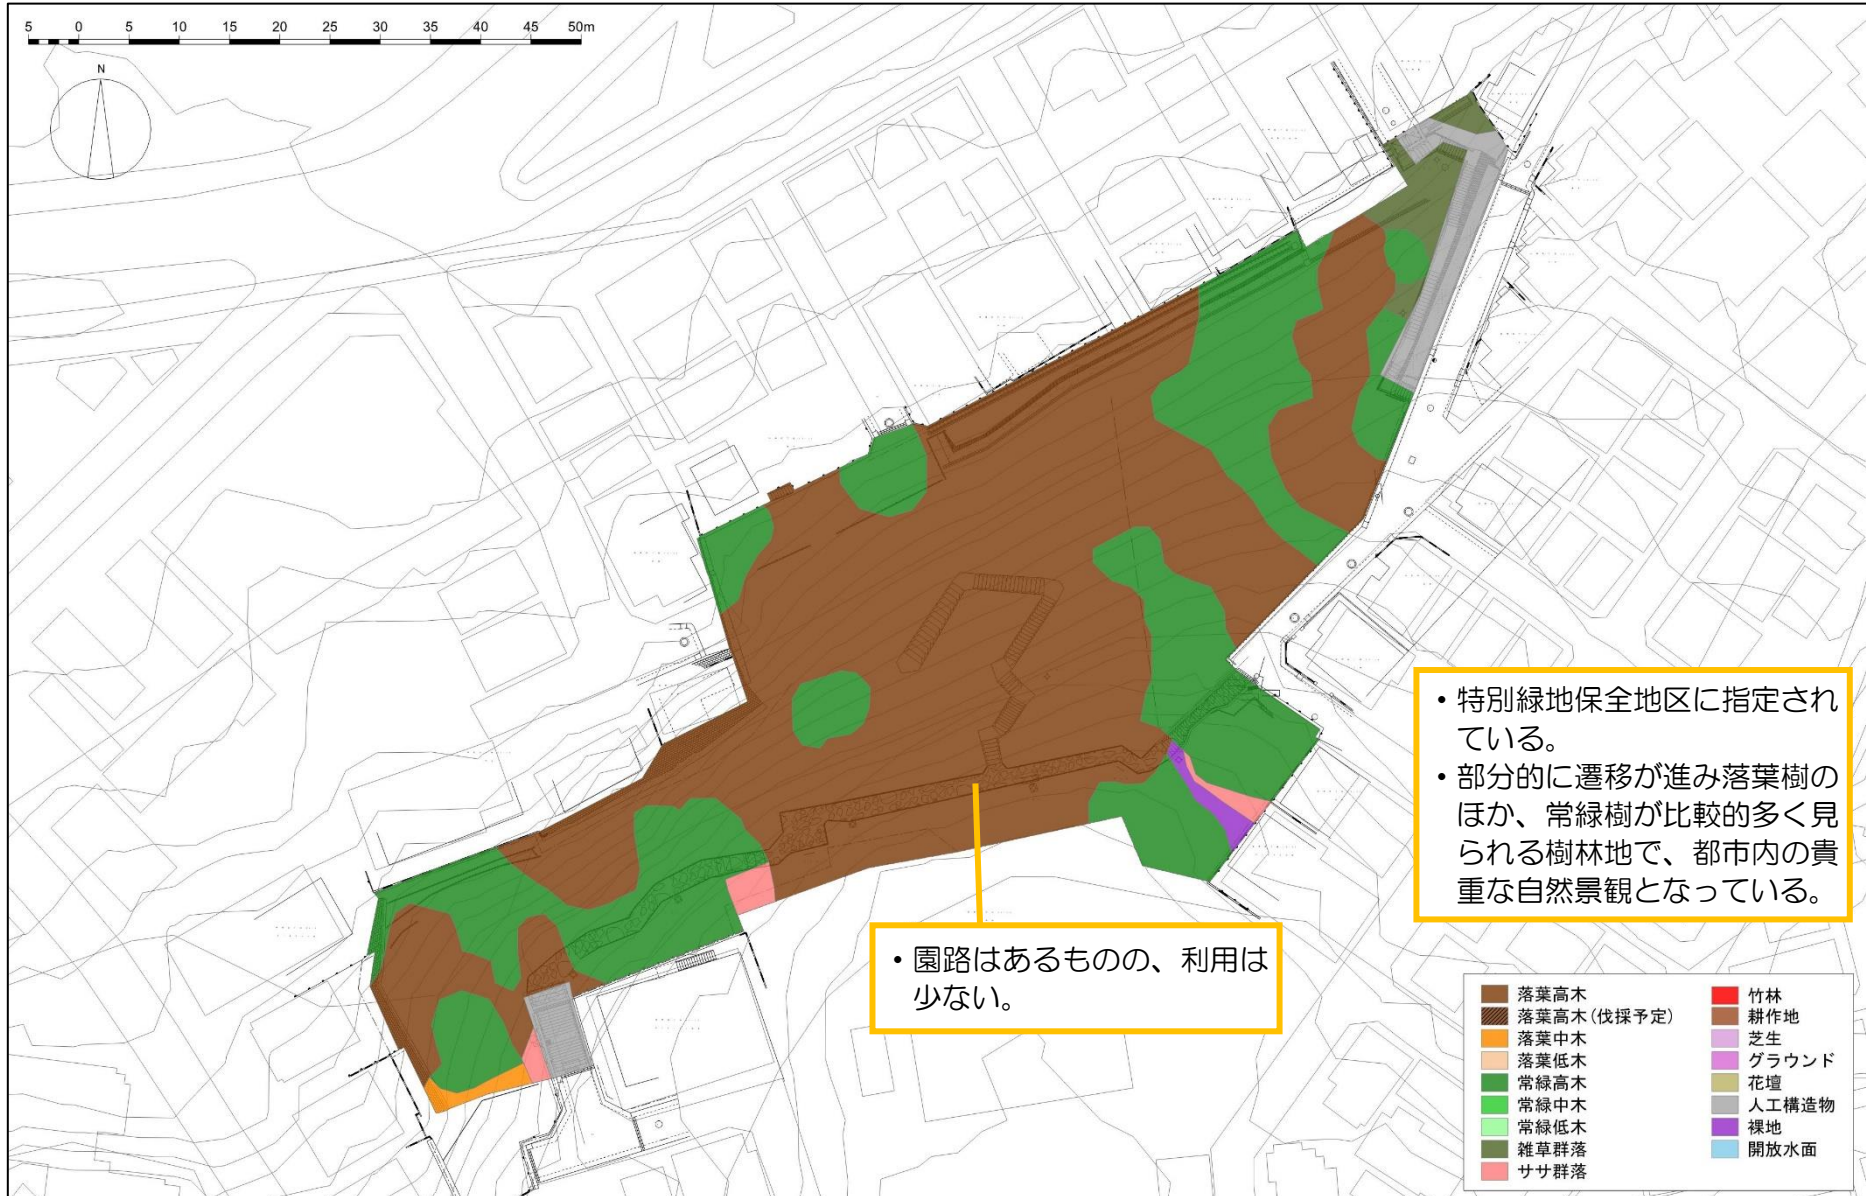 5 0 5 10 15 20 25 30 35 40 45 50m
N
・特別緑地保全地区に指定され
ている。
・部分的に遷移が進み落葉樹の
ほか、常緑樹が比較的多く見
られる樹林地で、都市内の貴
重な自然景観となっている。
・園路はあるものの、利用は
少ない。
落葉高木
落葉高木(伐採予定)
落葉中木
落葉低木
常緑高木
常緑中木
常緑低木
雑草群落
ササ群落
竹林
耕作地
芝生
グラウンド
花壇
人工構造物
裸地
開放水面